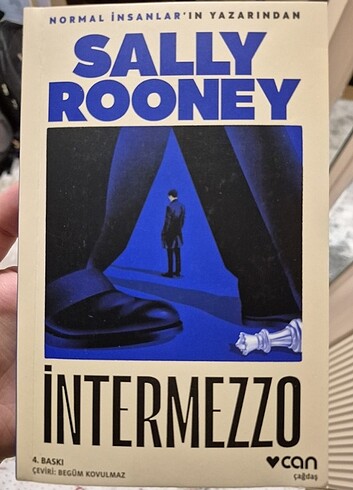 NORMAL İNSANLAR'IN YAZARINDAN
SALLY
ROONEY
İNTERMEZZO
4. BASKI
ÇEVİRİ: BEGÜM KOVULMAZ
can
çağdaş